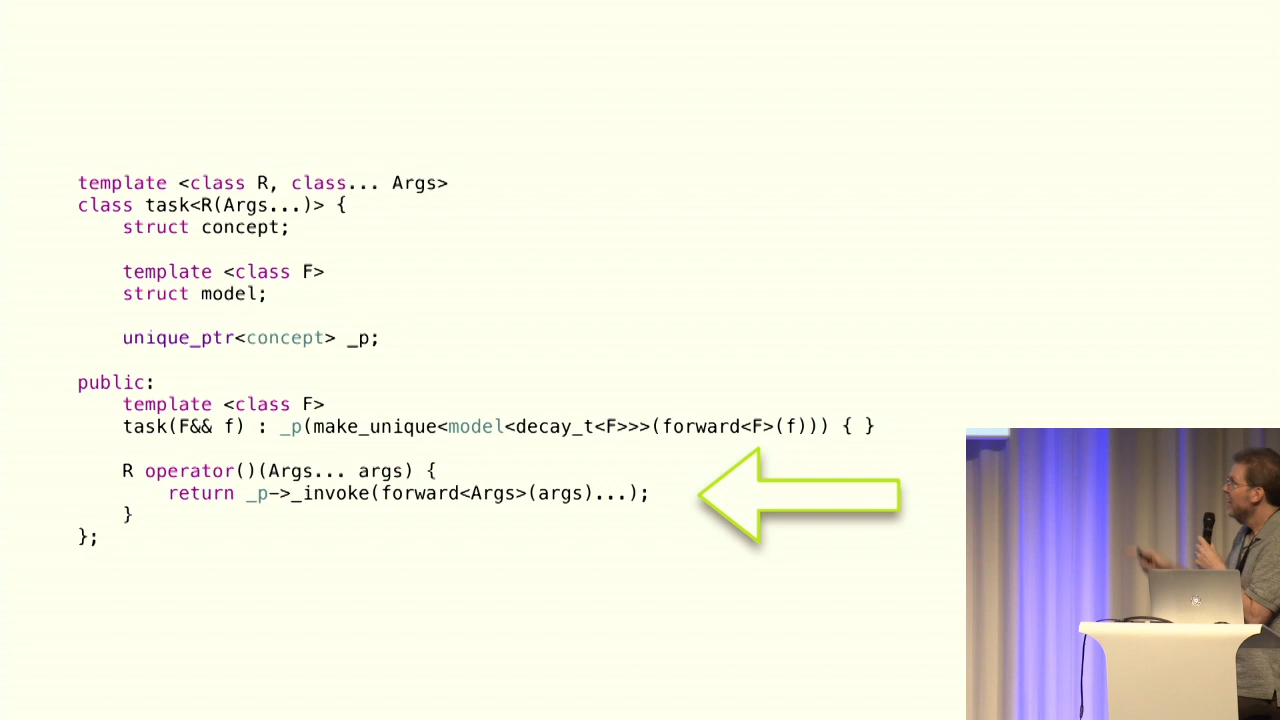 template <class R, class... Args>
class task<R(Args...)> {
    struct concept;
    template <class F>
    struct model;
    unique_ptr<concept> _p;
public:
    template <class F>
    task(F&& f) : _p(make_unique<model<decay_t<F>>>(forward<F>(f))) { }
    R operator()(Args... args) {
        return _p->_invoke(forward<Args>(args)...);
    }
};